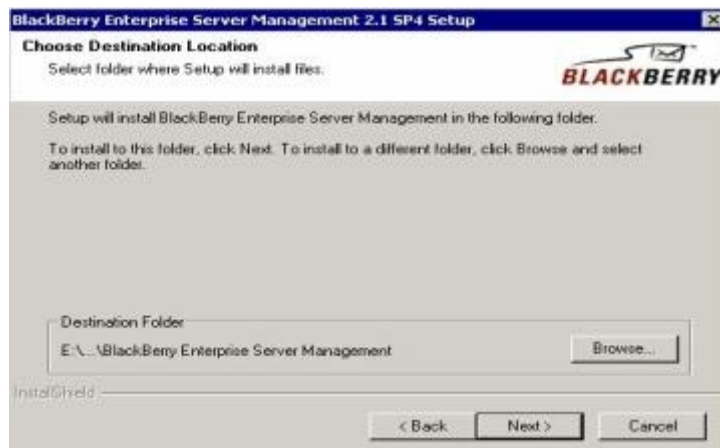 BlackBerry Enterprise Server Management 2.1 SP4 Setup
Choose Destination Location
Select folder where Setup will install files.
BLACKBERRY
Setup will install BlackBerry Enterprise Server Management in the following folder.
To install to this folder, click Next. To install to a different folder, click Browse and select
another folder.
Destination Folder
E:\...\BlackBerry Enterprise Server Management
Browse...
InstallShield
< Back
Next >
Cancel